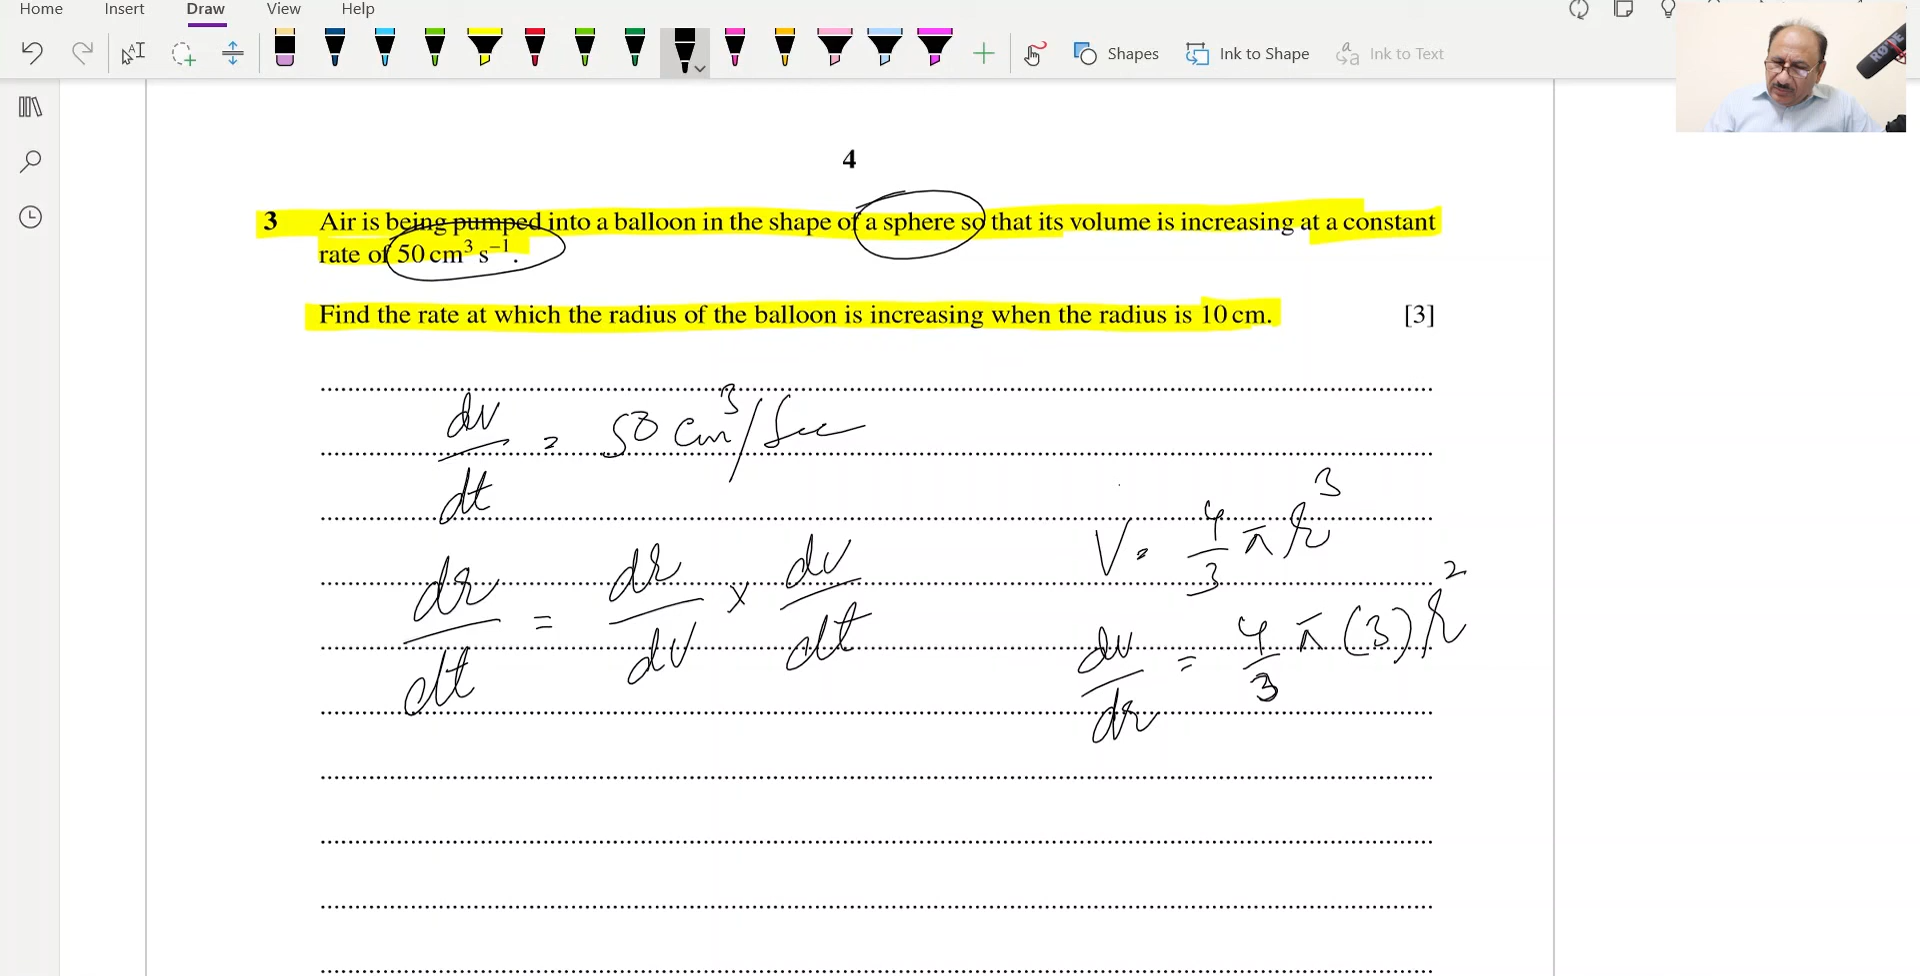 Home Insert Draw View Help
Shapes Ink to Shape Ink to Text
RØDE
4
3 Air is being pumped into a balloon in the shape of a sphere so that its volume is increasing at a constant
rate of 50 cm³ s⁻¹.
Find the rate at which the radius of the balloon is increasing when the radius is 10 cm. [3]
dv/dt = 50 cm³/Sec
V = 4/3 π r³
dr/dt = dr/dv × dv/dt
dv/dr = 4/3 π (3) r²